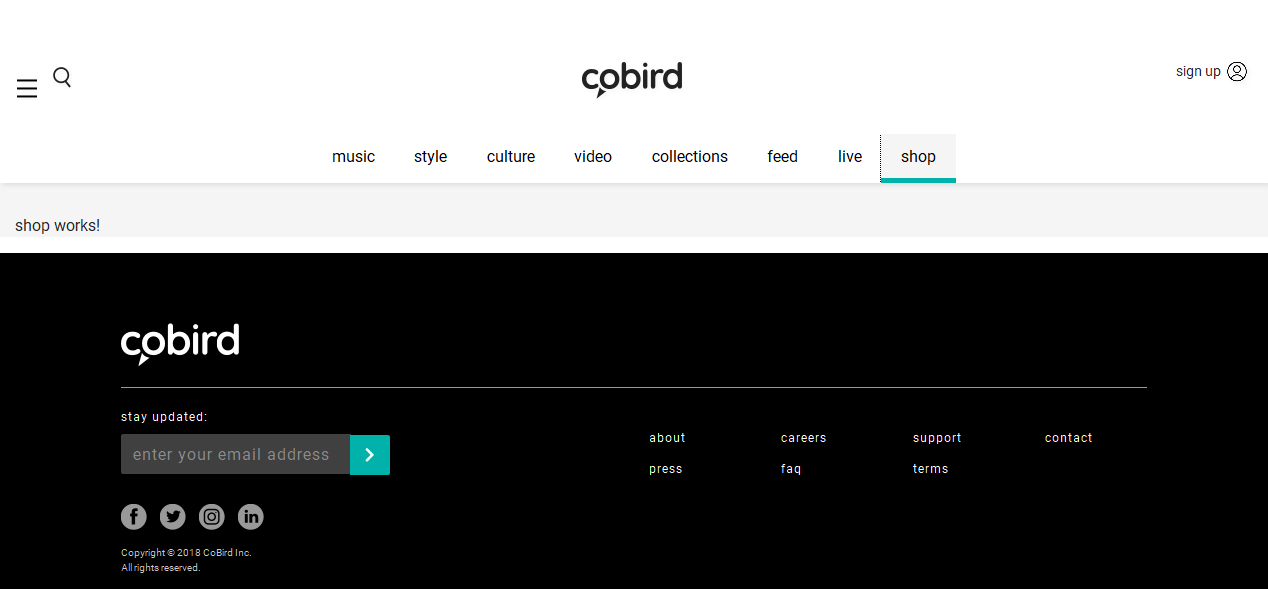 cobird
sign up
music style culture video collections feed live shop
shop works!
cobird
stay updated:
enter your email address
about careers support contact
press faq terms
Copyright © 2018 CoBird Inc.
All rights reserved.